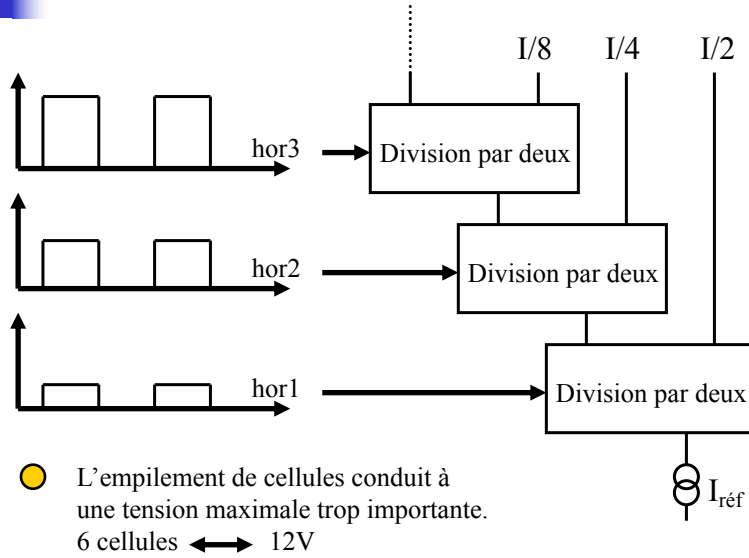 I/8 I/4 I/2
hor3
Division par deux
hor2
Division par deux
hor1
Division par deux
I réf
L'empilement de cellules conduit à
une tension maximale trop importante.
6 cellules 12V